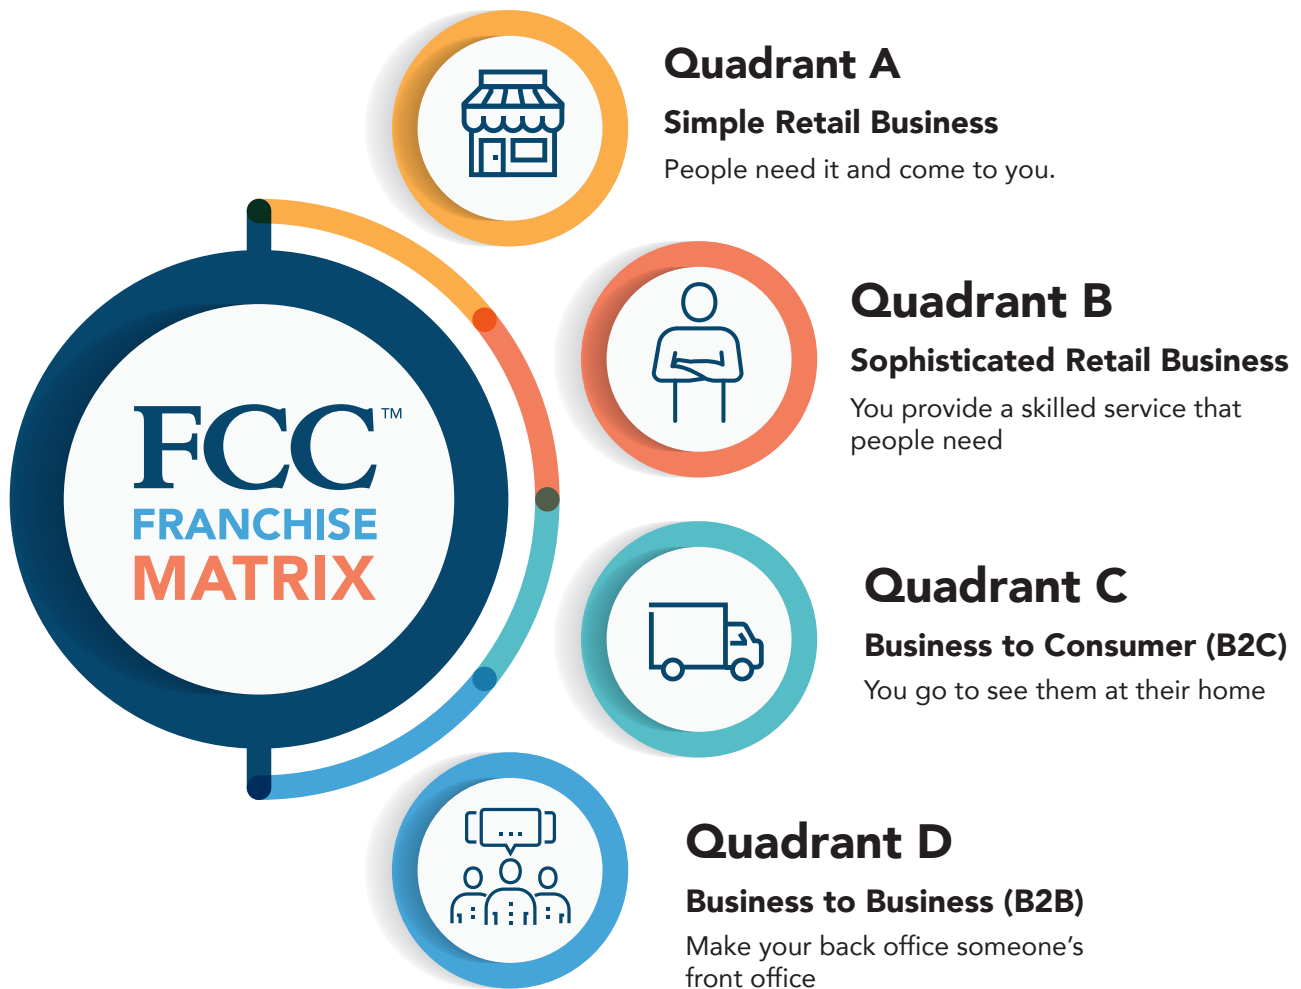 Quadrant A
Simple Retail Business
People need it and come to you.
Quadrant B
Sophisticated Retail Business
You provide a skilled service that
people need
FCC™
FRANCHISE
MATRIX
Quadrant C
Business to Consumer (B2C)
You go to see them at their home
Quadrant D
Business to Business (B2B)
Make your back office someone's
front office